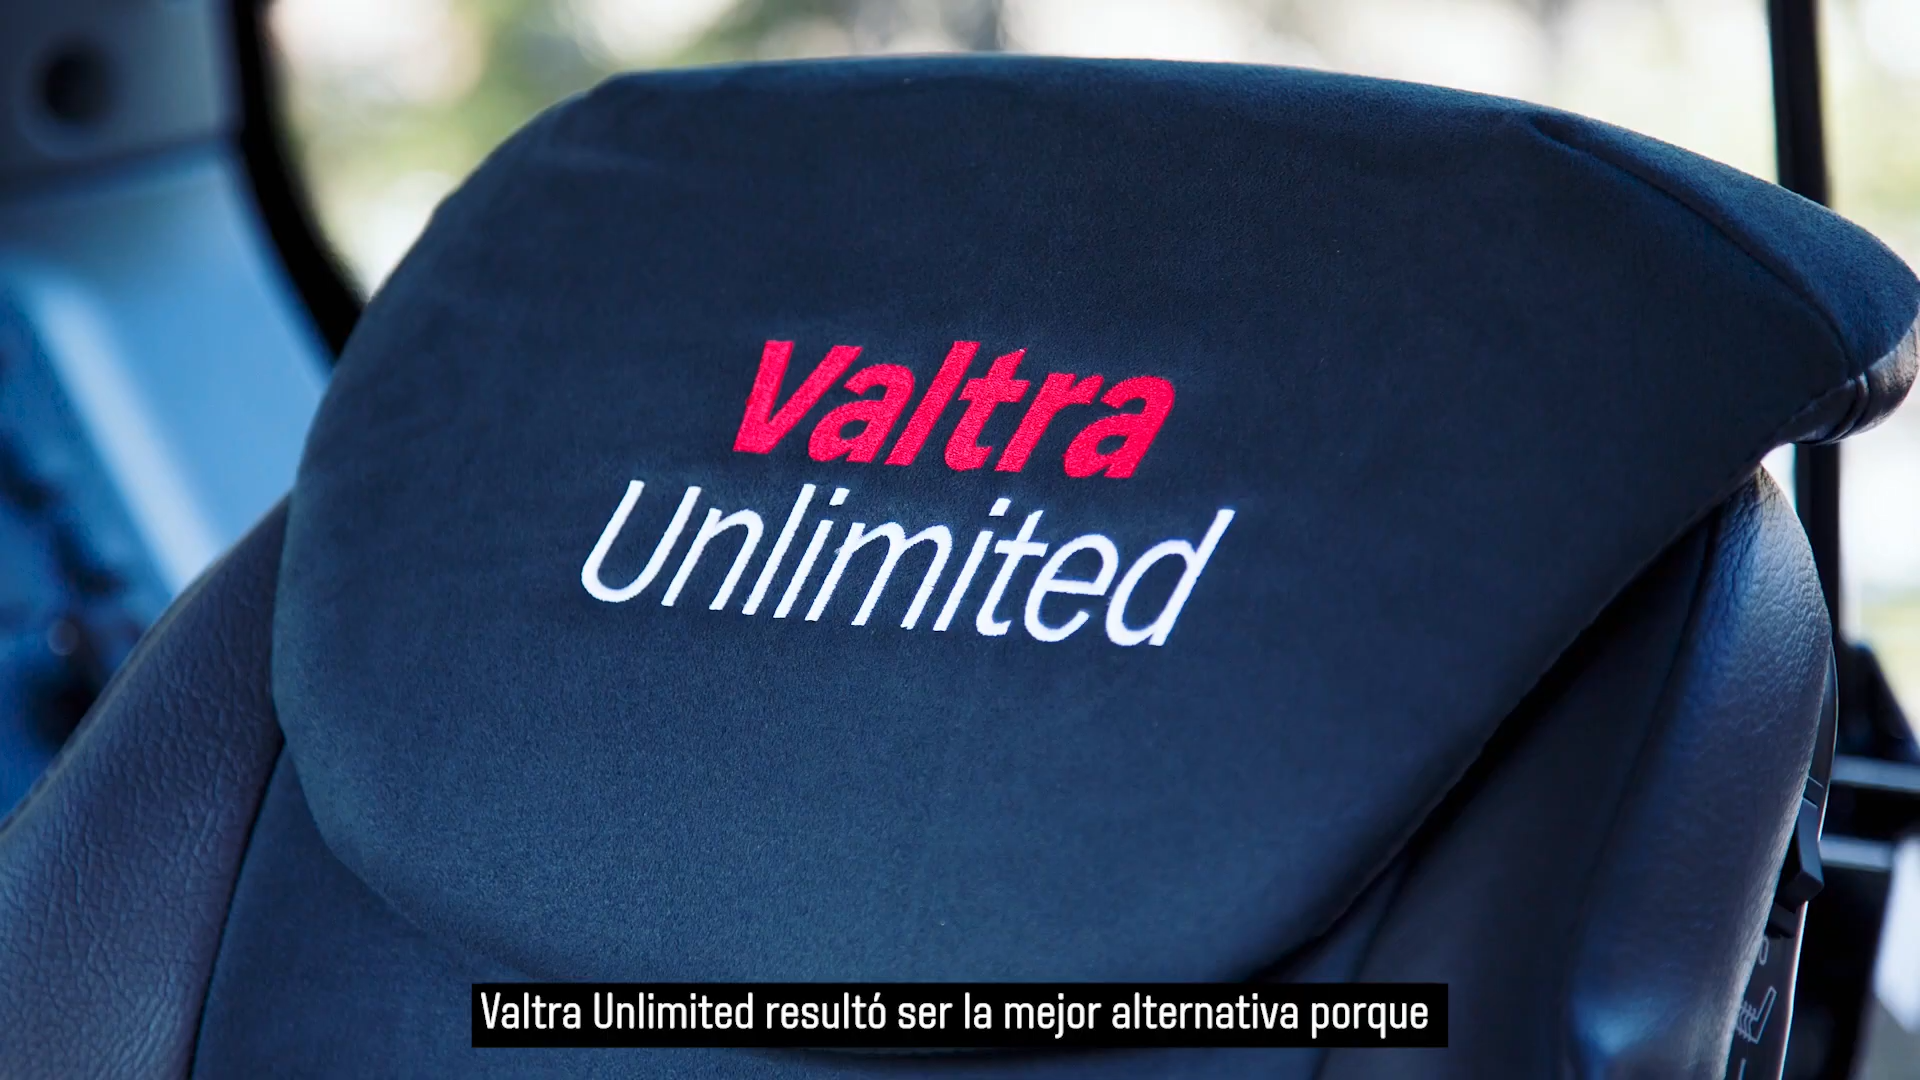 Valtra
Unlimited
Valtra Unlimited resultó ser la mejor alternativa porque